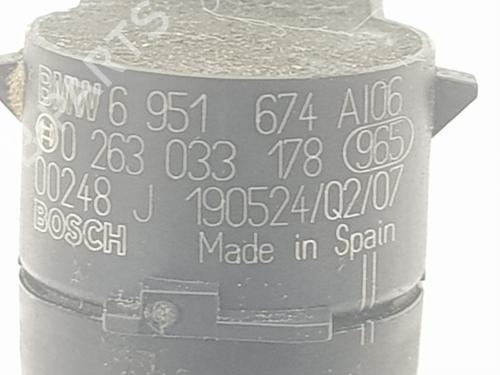 BMW 6 951 674 AI06
0 263 033 178 965
00248 J 190524/Q2/07
BOSCH Made in Spain